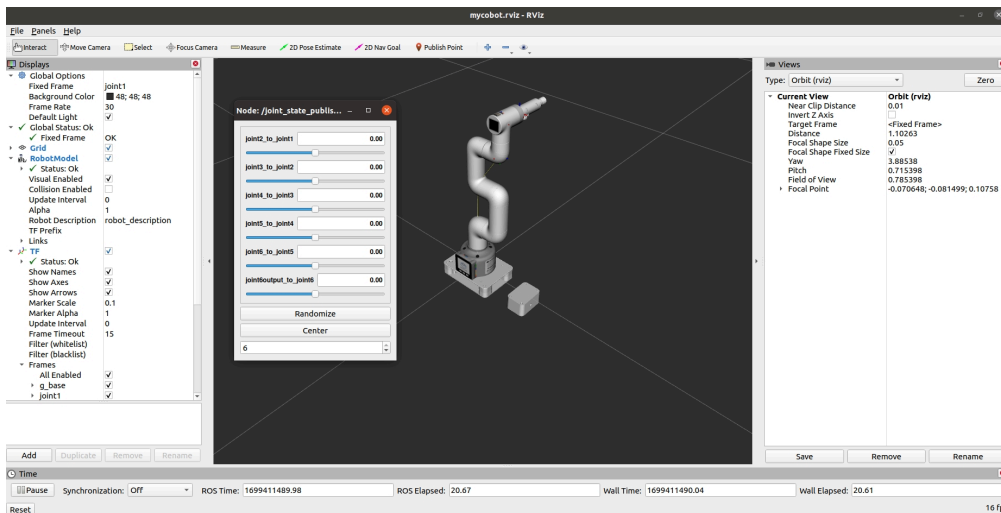 mycobot.rviz - RViz
File Panels Help
Interact Move Camera Select Focus Camera Measure 2D Pose Estimate 2D Nav Goal Publish Point
Displays
Global Options
Fixed Frame joint1
Background Color 48; 48; 48
Frame Rate 30
Default Light
Global Status: Ok
Fixed Frame OK
Grid
RobotModel
Status: Ok
Visual Enabled
Collision Enabled
Update Interval 0
Alpha 1
Robot Description robot_description
TF Prefix
Links
TF
Status: Ok
Show Names
Show Axes
Show Arrows
Marker Scale 0.1
Marker Alpha 1
Update Interval 0
Frame Timeout 15
Filter (whitelist)
Filter (blacklist)
Frames
All Enabled
g_base
joint1
Add Duplicate Remove Rename
Node: /joint_state_publis...
joint2_to_joint1 0.00
joint3_to_joint2 0.00
joint4_to_joint3 0.00
joint5_to_joint4 0.00
joint6_to_joint5 0.00
joint6output_to_joint6 0.00
Randomize
Center
6
Views
Type: Orbit (rviz) Zero
Current View Orbit (rviz)
Near Clip Distance 0.01
Invert Z Axis
Target Frame <Fixed Frame>
Distance 1.10263
Focal Shape Size 0.05
Focal Shape Fixed Size
Yaw 3.88538
Pitch 0.715398
Field of View 0.785398
Focal Point -0.070648; -0.081499; 0.10758
Save Remove Rename
Time
Pause Synchronization: Off ROS Time: 1699411489.98 ROS Elapsed: 20.67 Wall Time: 1699411490.04 Wall Elapsed: 20.61
Reset 16 fp